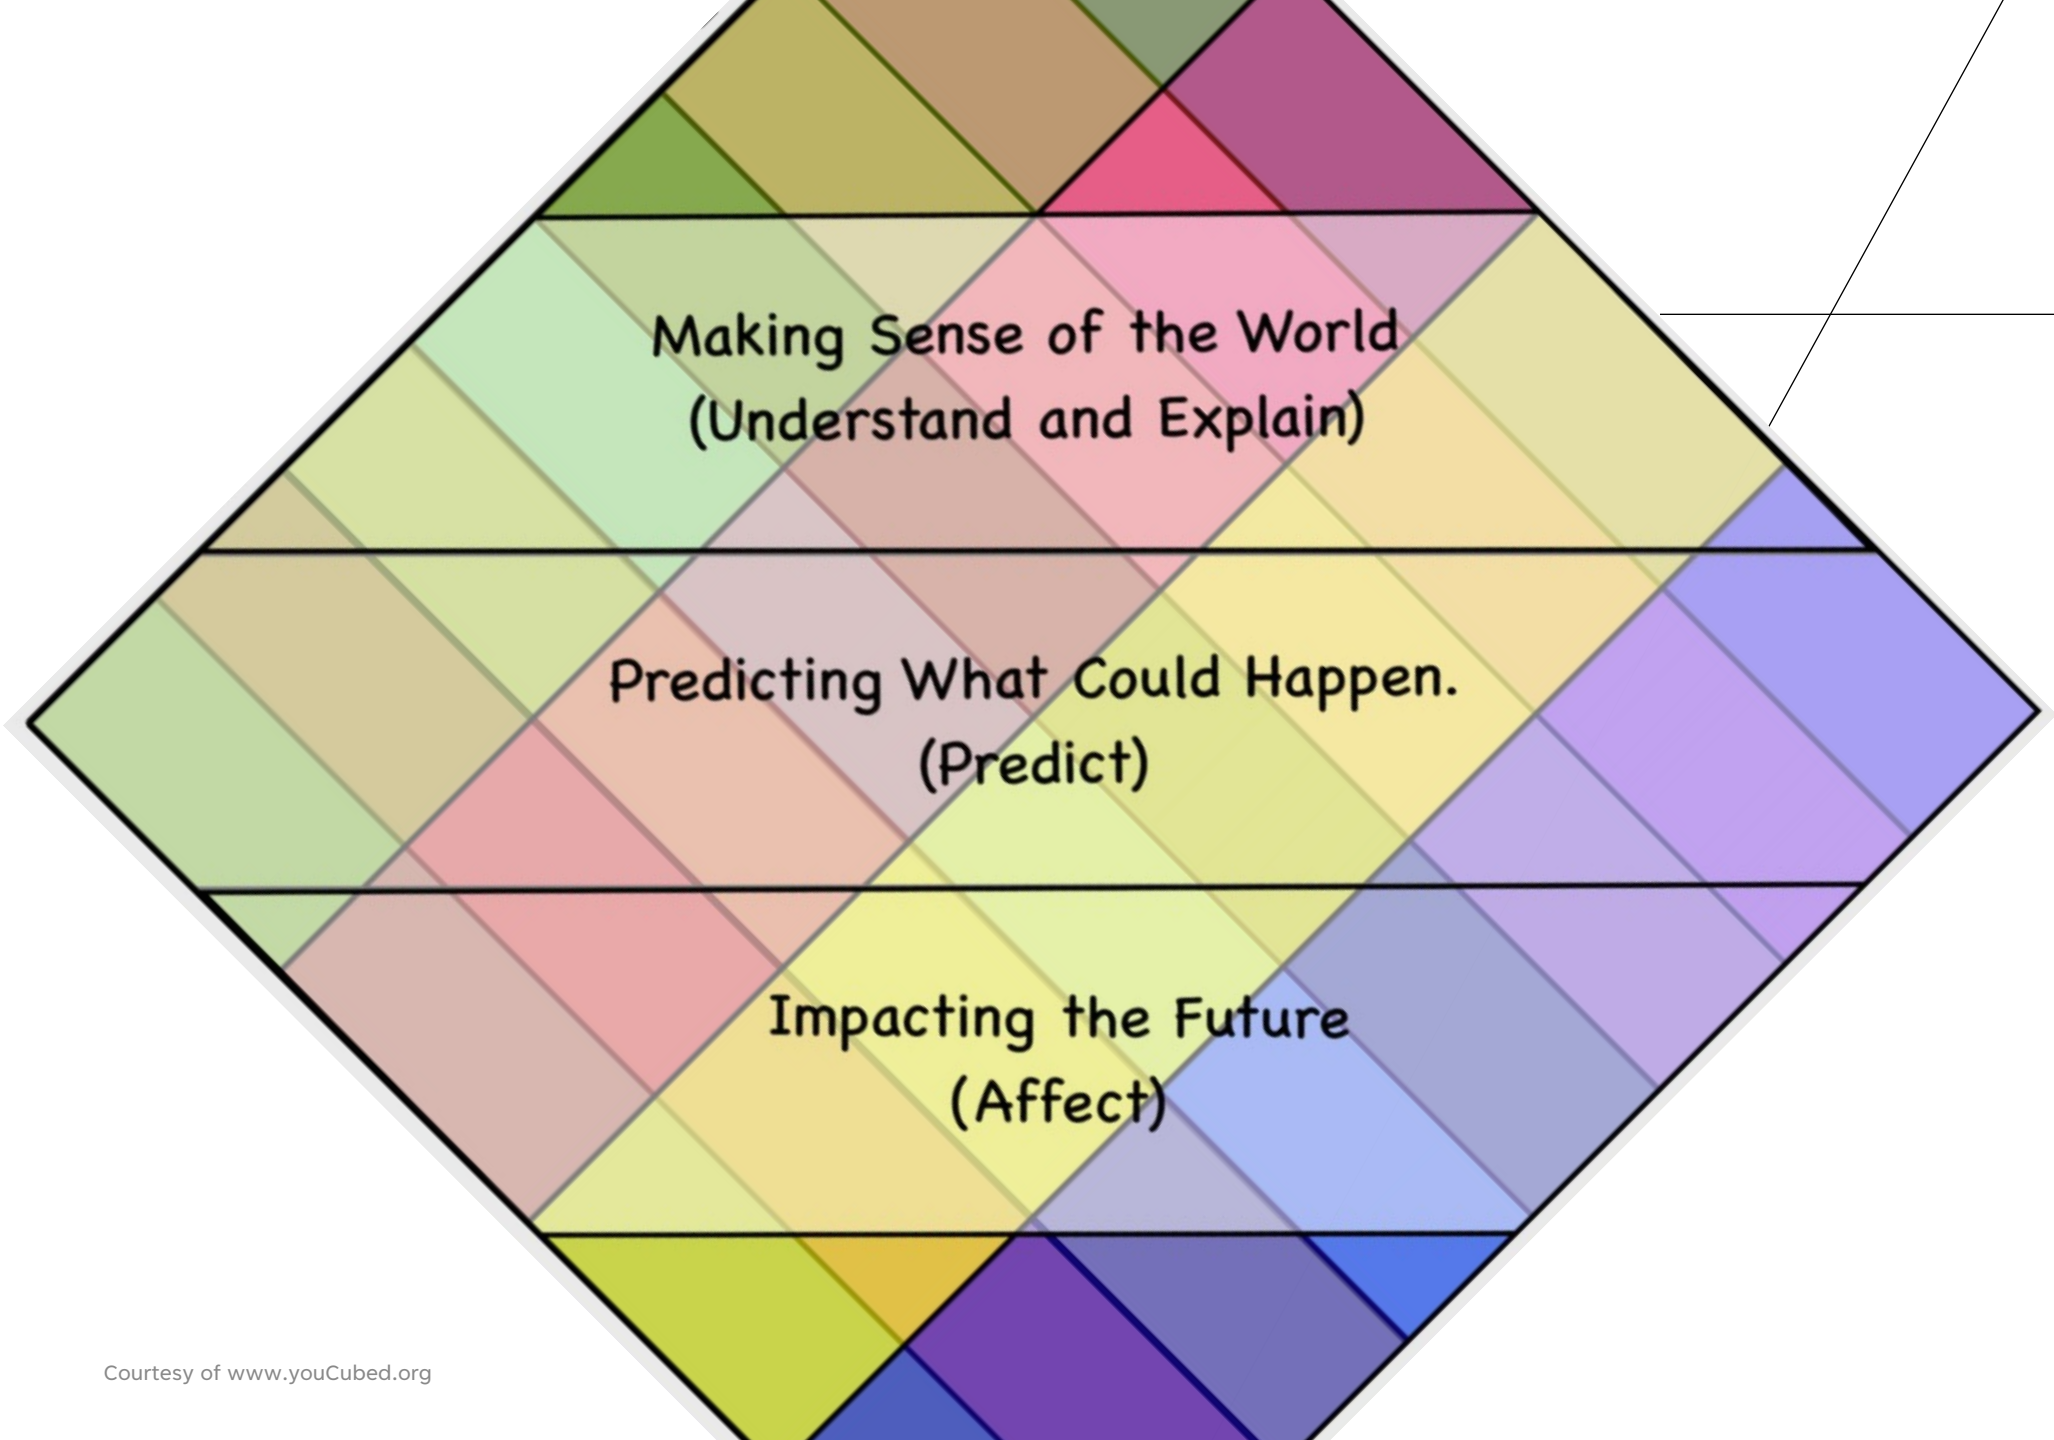 Making Sense of the World
(Understand and Explain)
Predicting What Could Happen.
(Predict)
Impacting the Future
(Affect)
Courtesy of www.youCubed.org